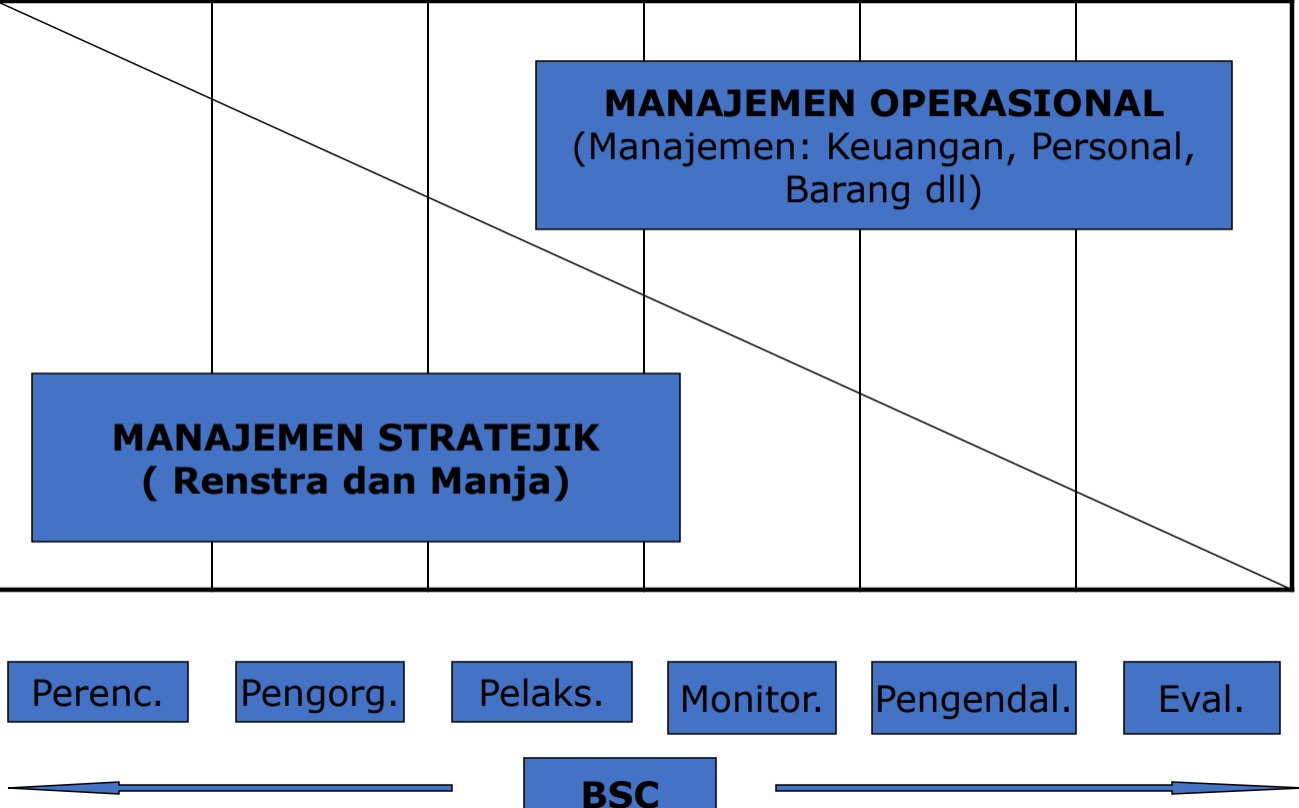 MANAJEMEN OPERASIONAL
(Manajemen: Keuangan, Personal,
Barang dll)
MANAJEMEN STRATEJIK
( Renstra dan Manja)
Perenc.
Pengorg.
Pelaks.
Monitor.
Pengendal.
Eval.
BSC